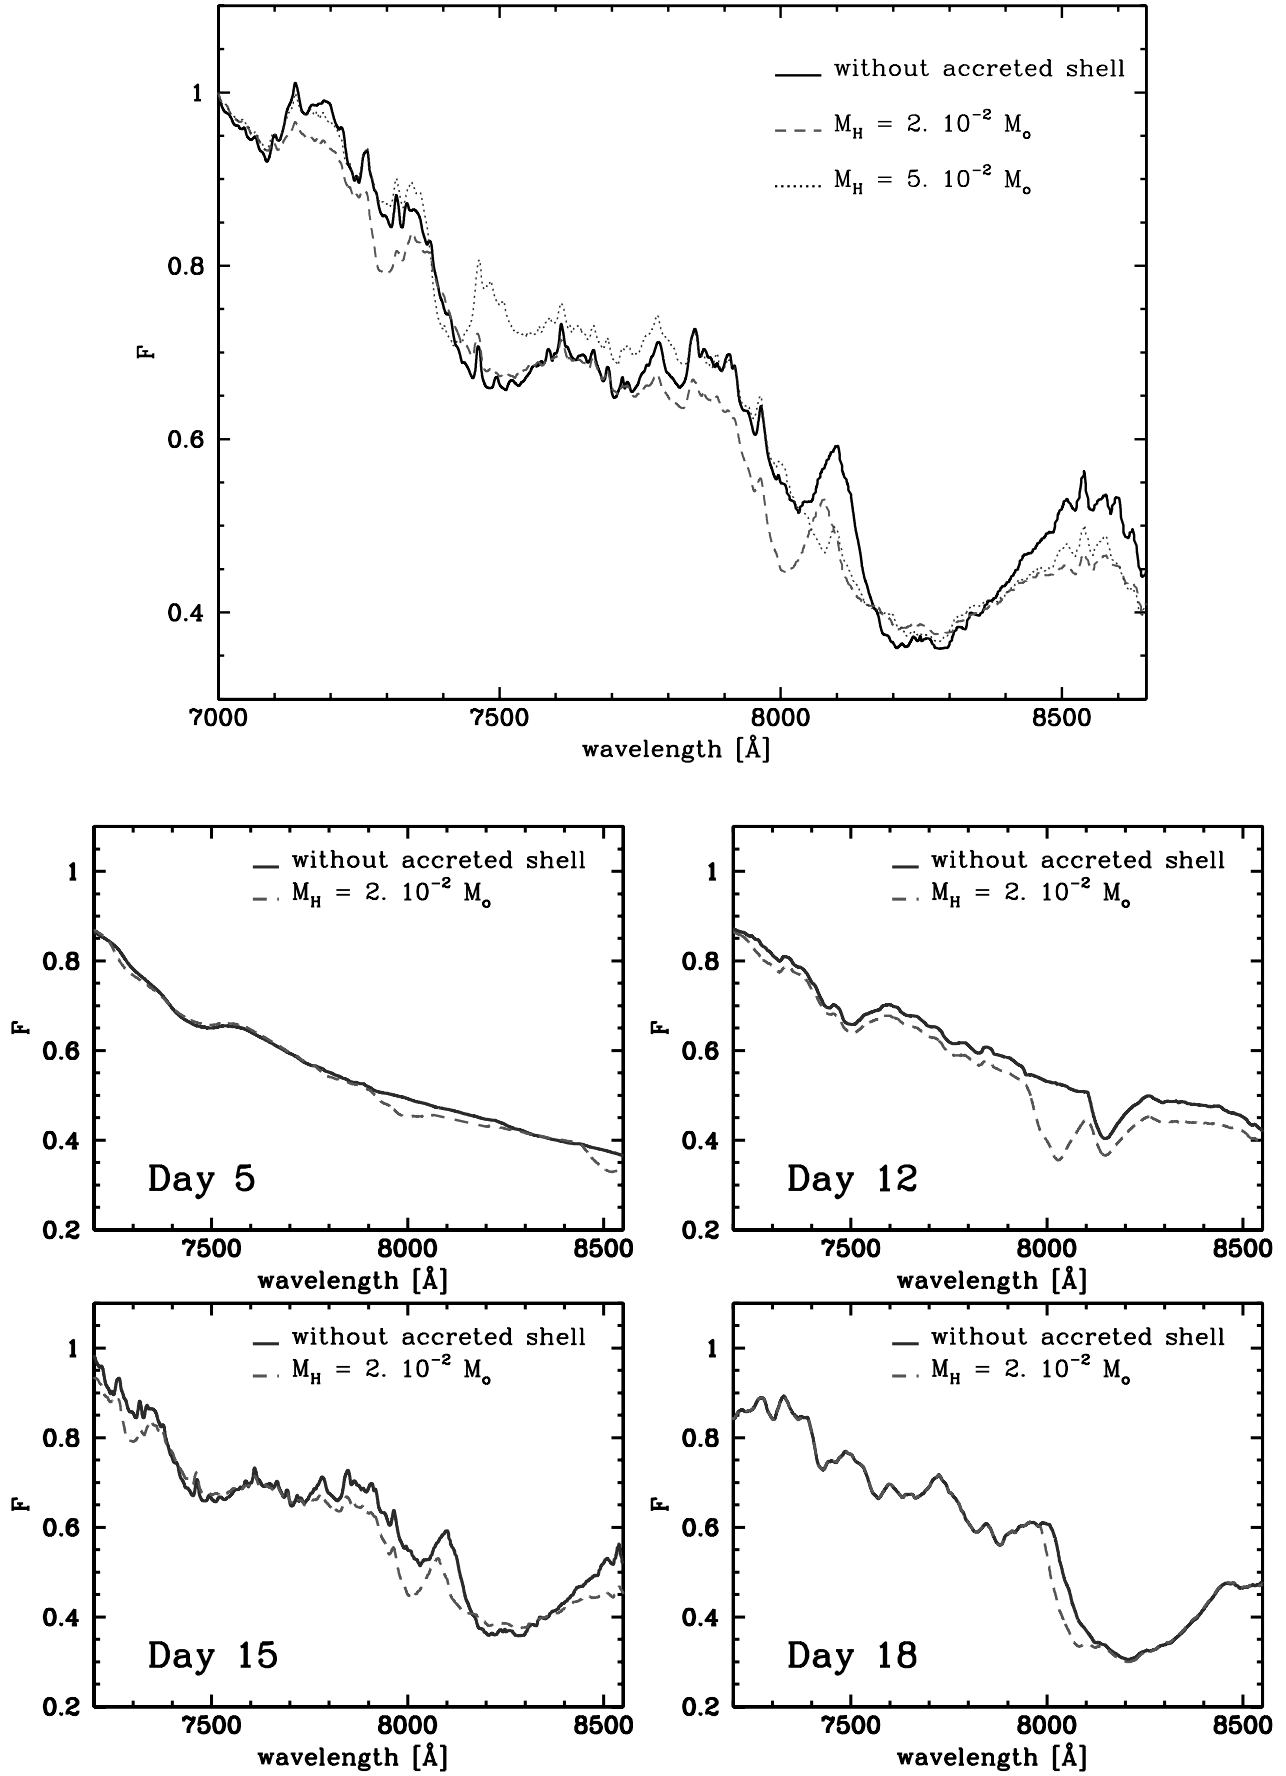 without accreted shell
M_H = 2. 10^-2 M_o
M_H = 5. 10^-2 M_o
1
0.8
0.6
0.4
F
7000 7500 8000 8500
wavelength [Å]
without accreted shell
M_H = 2. 10^-2 M_o
1
0.8
0.6
0.4
0.2
F
Day 5
7500 8000 8500
wavelength [Å]
without accreted shell
M_H = 2. 10^-2 M_o
1
0.8
0.6
0.4
0.2
F
Day 12
7500 8000 8500
wavelength [Å]
without accreted shell
M_H = 2. 10^-2 M_o
1
0.8
0.6
0.4
0.2
F
Day 15
7500 8000 8500
wavelength [Å]
without accreted shell
M_H = 2. 10^-2 M_o
1
0.8
0.6
0.4
0.2
F
Day 18
7500 8000 8500
wavelength [Å]